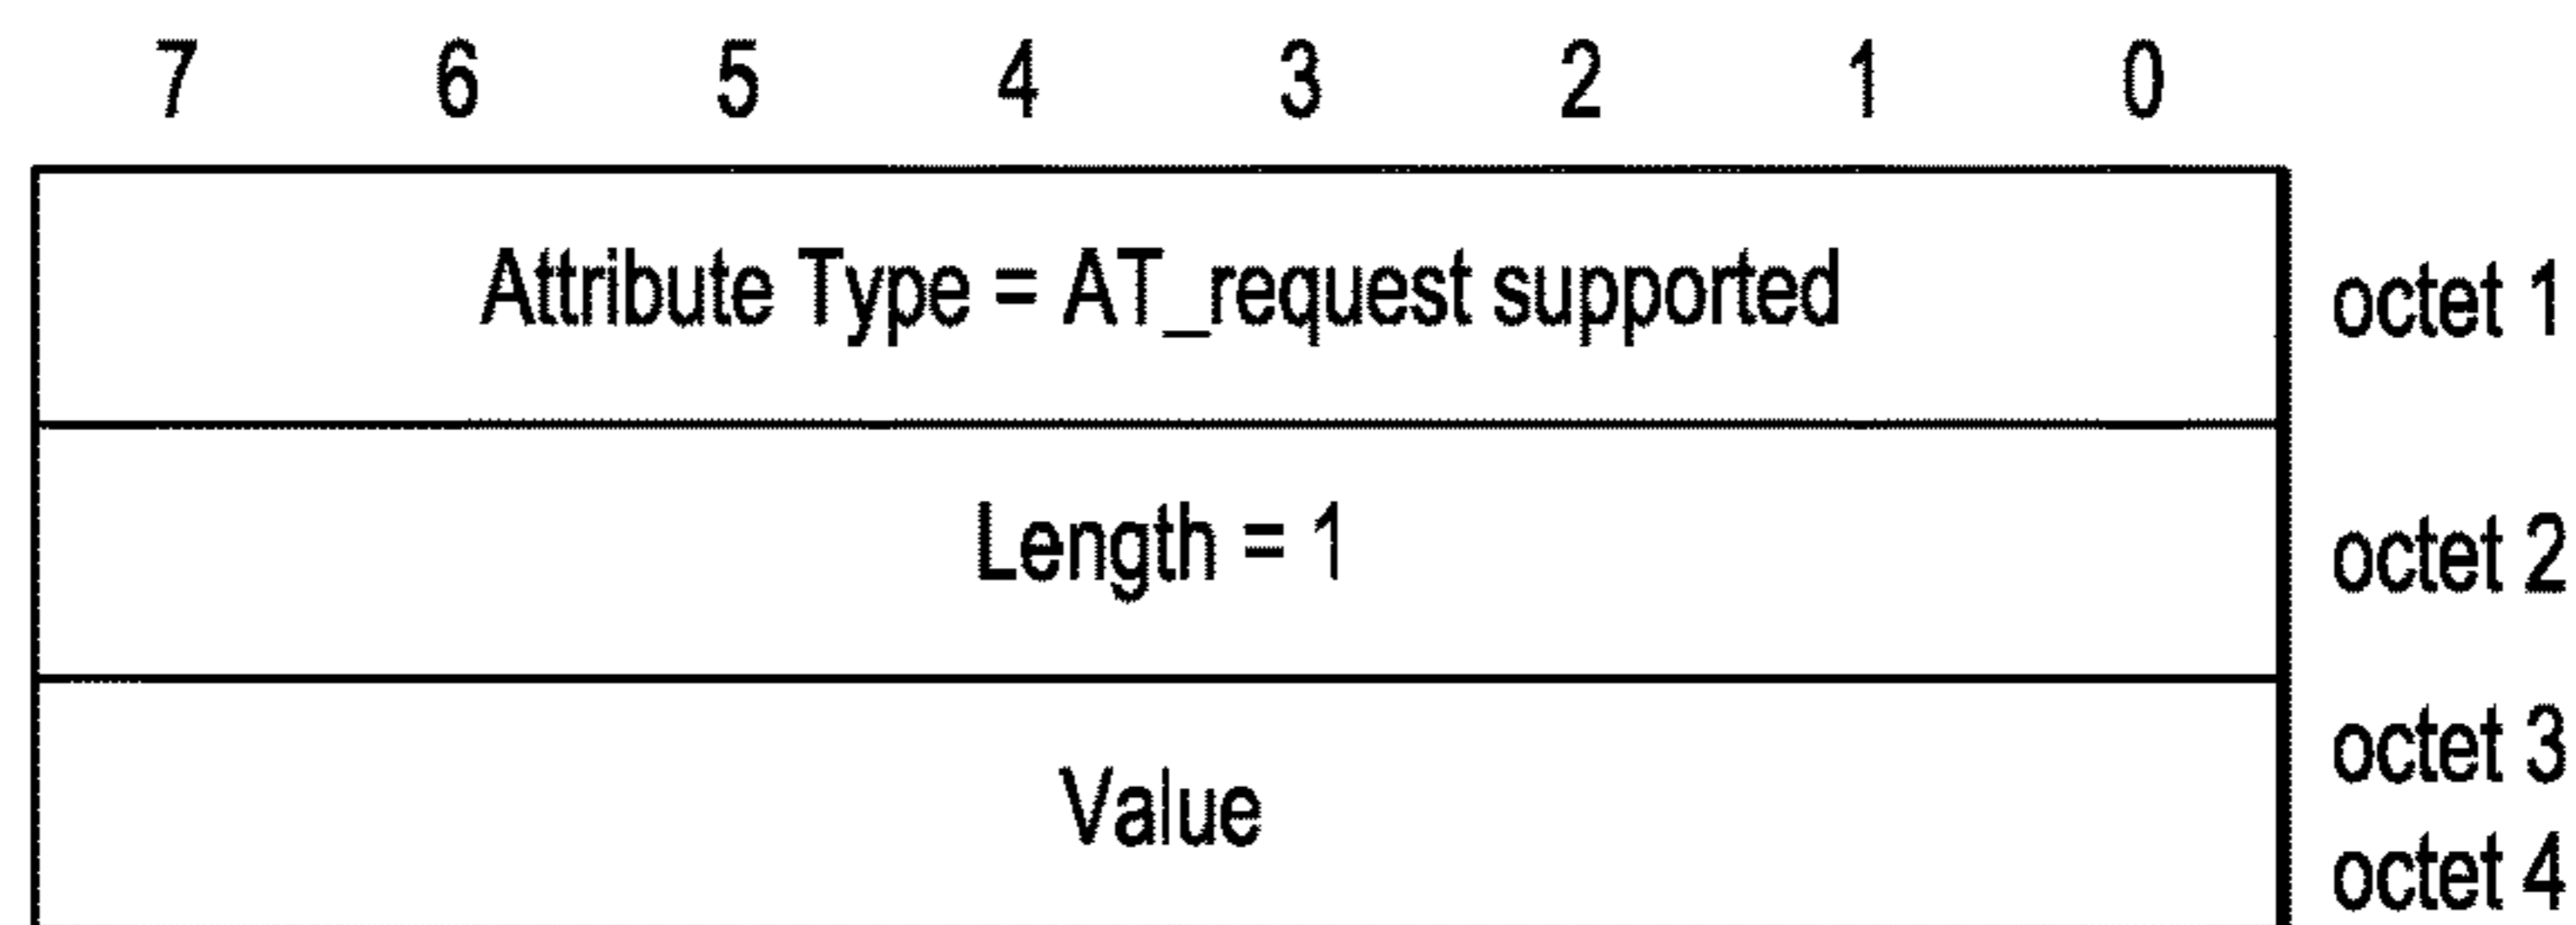 7 6 5 4 3 2 1 0
Attribute Type = AT_request supported octet 1
Length = 1 octet 2
octet 3
Value
octet 4